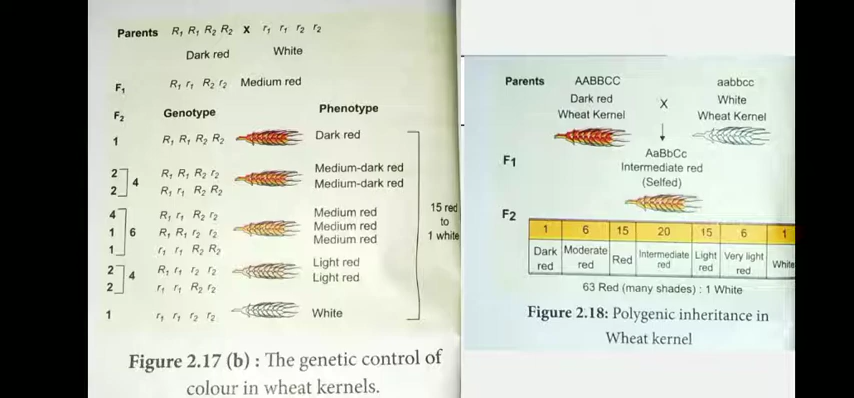 Parents R₁ R₁ R₂ R₂ X r₁ r₁ r₂ r₂
Dark red White
F₁ R₁ r₁ R₂ r₂ Medium red
F₂ Genotype Phenotype
1 R₁ R₁ R₂ R₂ Dark red
2 R₁ R₁ R₂ r₂ Medium-dark red
4
2 R₁ r₁ R₂ R₂ Medium-dark red
4 R₁ r₁ R₂ r₂ Medium red
1 6 R₁ R₁ r₂ r₂ Medium red
1 r₁ r₁ R₂ R₂ Medium red
2 R₁ r₁ r₂ r₂ Light red
4
2 r₁ r₁ R₂ r₂ Light red
1 r₁ r₁ r₂ r₂ White
15 red
to
1 white
Figure 2.17 (b) : The genetic control of
colour in wheat kernels.
Parents AABBCC aabbcc
Dark red X White
Wheat Kernel Wheat Kernel
F1 AaBbCc
Intermediate red
(Selfed)
F2
1 6 15 20 15 6 1
Dark red Moderate red Red Intermediate red Light red Very light red White
63 Red (many shades) : 1 White
Figure 2.18: Polygenic inheritance in
Wheat kernel